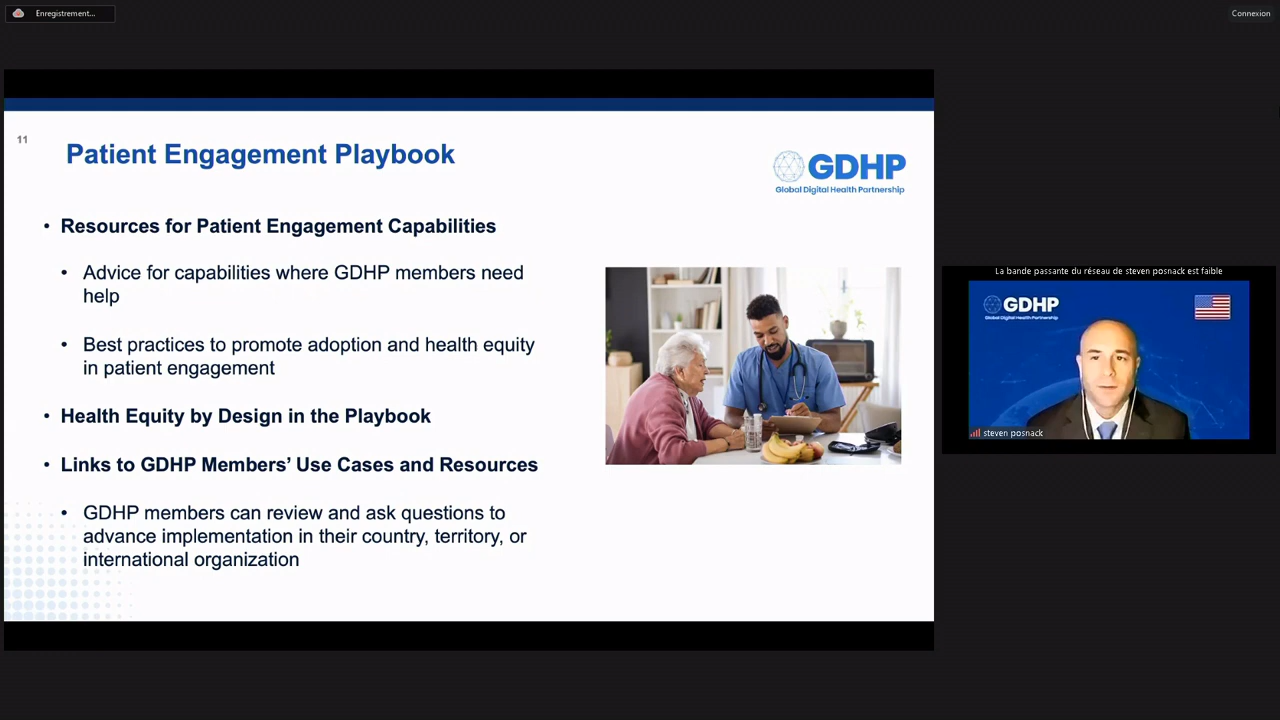 Enregistrement...
Connexion
11
Patient Engagement Playbook
GDHP
Global Digital Health Partnership
• Resources for Patient Engagement Capabilities
• Advice for capabilities where GDHP members need
help
• Best practices to promote adoption and health equity
in patient engagement
• Health Equity by Design in the Playbook
• Links to GDHP Members’ Use Cases and Resources
• GDHP members can review and ask questions to
advance implementation in their country, territory, or
international organization
La bande passante du réseau de steven posnack est faible
GDHP
Global Digital Health Partnership
steven posnack